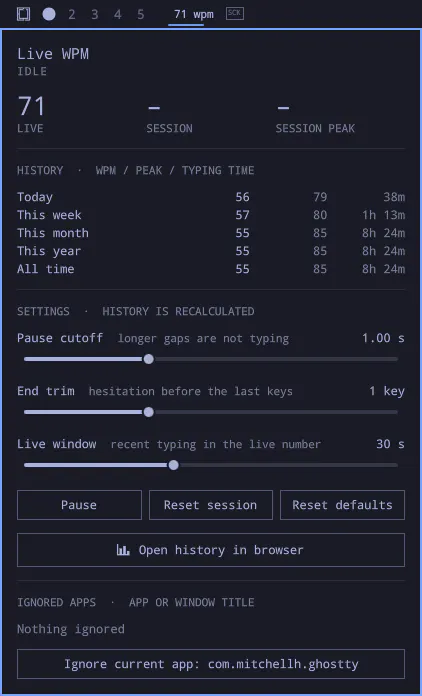 2 3 4 5 71 wpm SCK
Live WPM
IDLE
71 – –
LIVE SESSION SESSION PEAK
HISTORY · WPM / PEAK / TYPING TIME
Today 56 79 38m
This week 57 80 1h 13m
This month 55 85 8h 24m
This year 55 85 8h 24m
All time 55 85 8h 24m
SETTINGS · HISTORY IS RECALCULATED
Pause cutoff longer gaps are not typing 1.00 s
End trim hesitation before the last keys 1 key
Live window recent typing in the live number 30 s
Pause Reset session Reset defaults
Open history in browser
IGNORED APPS · APP OR WINDOW TITLE
Nothing ignored
Ignore current app: com.mitchellh.ghostty